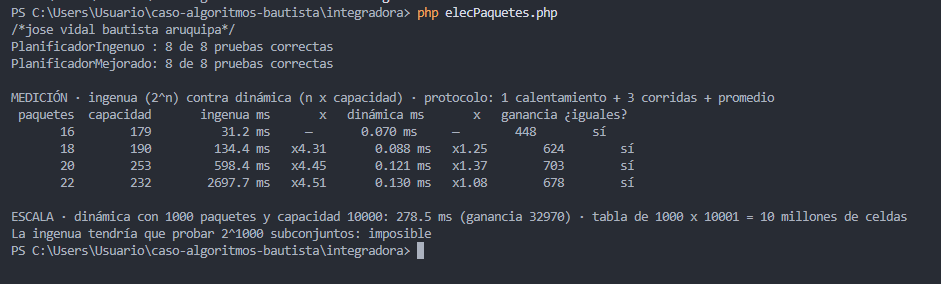 PS C:\Users\Usuario\caso-algoritmos-bautista\integradora> php elecPaquetes.php
/*jose vidal bautista aruquipa*/
PlanificadorIngenuo : 8 de 8 pruebas correctas
PlanificadorMejorado: 8 de 8 pruebas correctas
MEDICIÓN · ingenua (2^n) contra dinámica (n x capacidad) · protocolo: 1 calentamiento + 3 corridas + promedio
paquetes capacidad ingenua ms x dinámica ms x ganancia ¿iguales?
16 179 31.2 ms — 0.070 ms — 448 sí
18 190 134.4 ms x4.31 0.088 ms x1.25 624 sí
20 253 598.4 ms x4.45 0.121 ms x1.37 703 sí
22 232 2697.7 ms x4.51 0.130 ms x1.08 678 sí
ESCALA · dinámica con 1000 paquetes y capacidad 10000: 278.5 ms (ganancia 32970) · tabla de 1000 x 10001 = 10 millones de celdas
La ingenua tendría que probar 2^1000 subconjuntos: imposible
PS C:\Users\Usuario\caso-algoritmos-bautista\integradora>